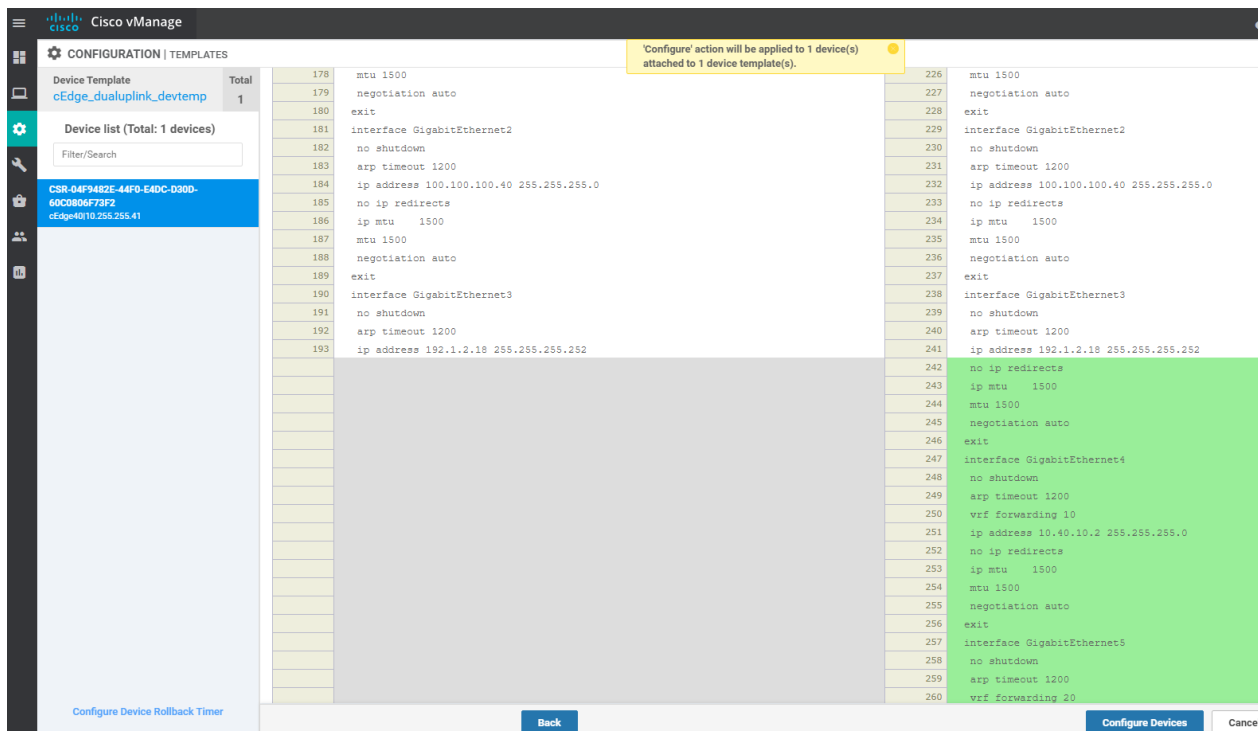 cisco Cisco vManage
CONFIGURATION | TEMPLATES
'Configure' action will be applied to 1 device(s)
attached to 1 device template(s).
Device Template Total
cEdge_dualuplink_devtemp 1
Device list (Total: 1 devices)
Filter/Search
CSR-04F9482E-44F0-E4DC-D30D-
60C0806F73F2
cEdge40|10.255.255.41
Configure Device Rollback Timer
178 mtu 1500
179 negotiation auto
180 exit
181 interface GigabitEthernet2
182 no shutdown
183 arp timeout 1200
184 ip address 100.100.100.40 255.255.255.0
185 no ip redirects
186 ip mtu 1500
187 mtu 1500
188 negotiation auto
189 exit
190 interface GigabitEthernet3
191 no shutdown
192 arp timeout 1200
193 ip address 192.1.2.18 255.255.255.252
226 mtu 1500
227 negotiation auto
228 exit
229 interface GigabitEthernet2
230 no shutdown
231 arp timeout 1200
232 ip address 100.100.100.40 255.255.255.0
233 no ip redirects
234 ip mtu 1500
235 mtu 1500
236 negotiation auto
237 exit
238 interface GigabitEthernet3
239 no shutdown
240 arp timeout 1200
241 ip address 192.1.2.18 255.255.255.252
242 no ip redirects
243 ip mtu 1500
244 mtu 1500
245 negotiation auto
246 exit
247 interface GigabitEthernet4
248 no shutdown
249 arp timeout 1200
250 vrf forwarding 10
251 ip address 10.40.10.2 255.255.255.0
252 no ip redirects
253 ip mtu 1500
254 mtu 1500
255 negotiation auto
256 exit
257 interface GigabitEthernet5
258 no shutdown
259 arp timeout 1200
260 vrf forwarding 20
Back
Configure Devices
Cance